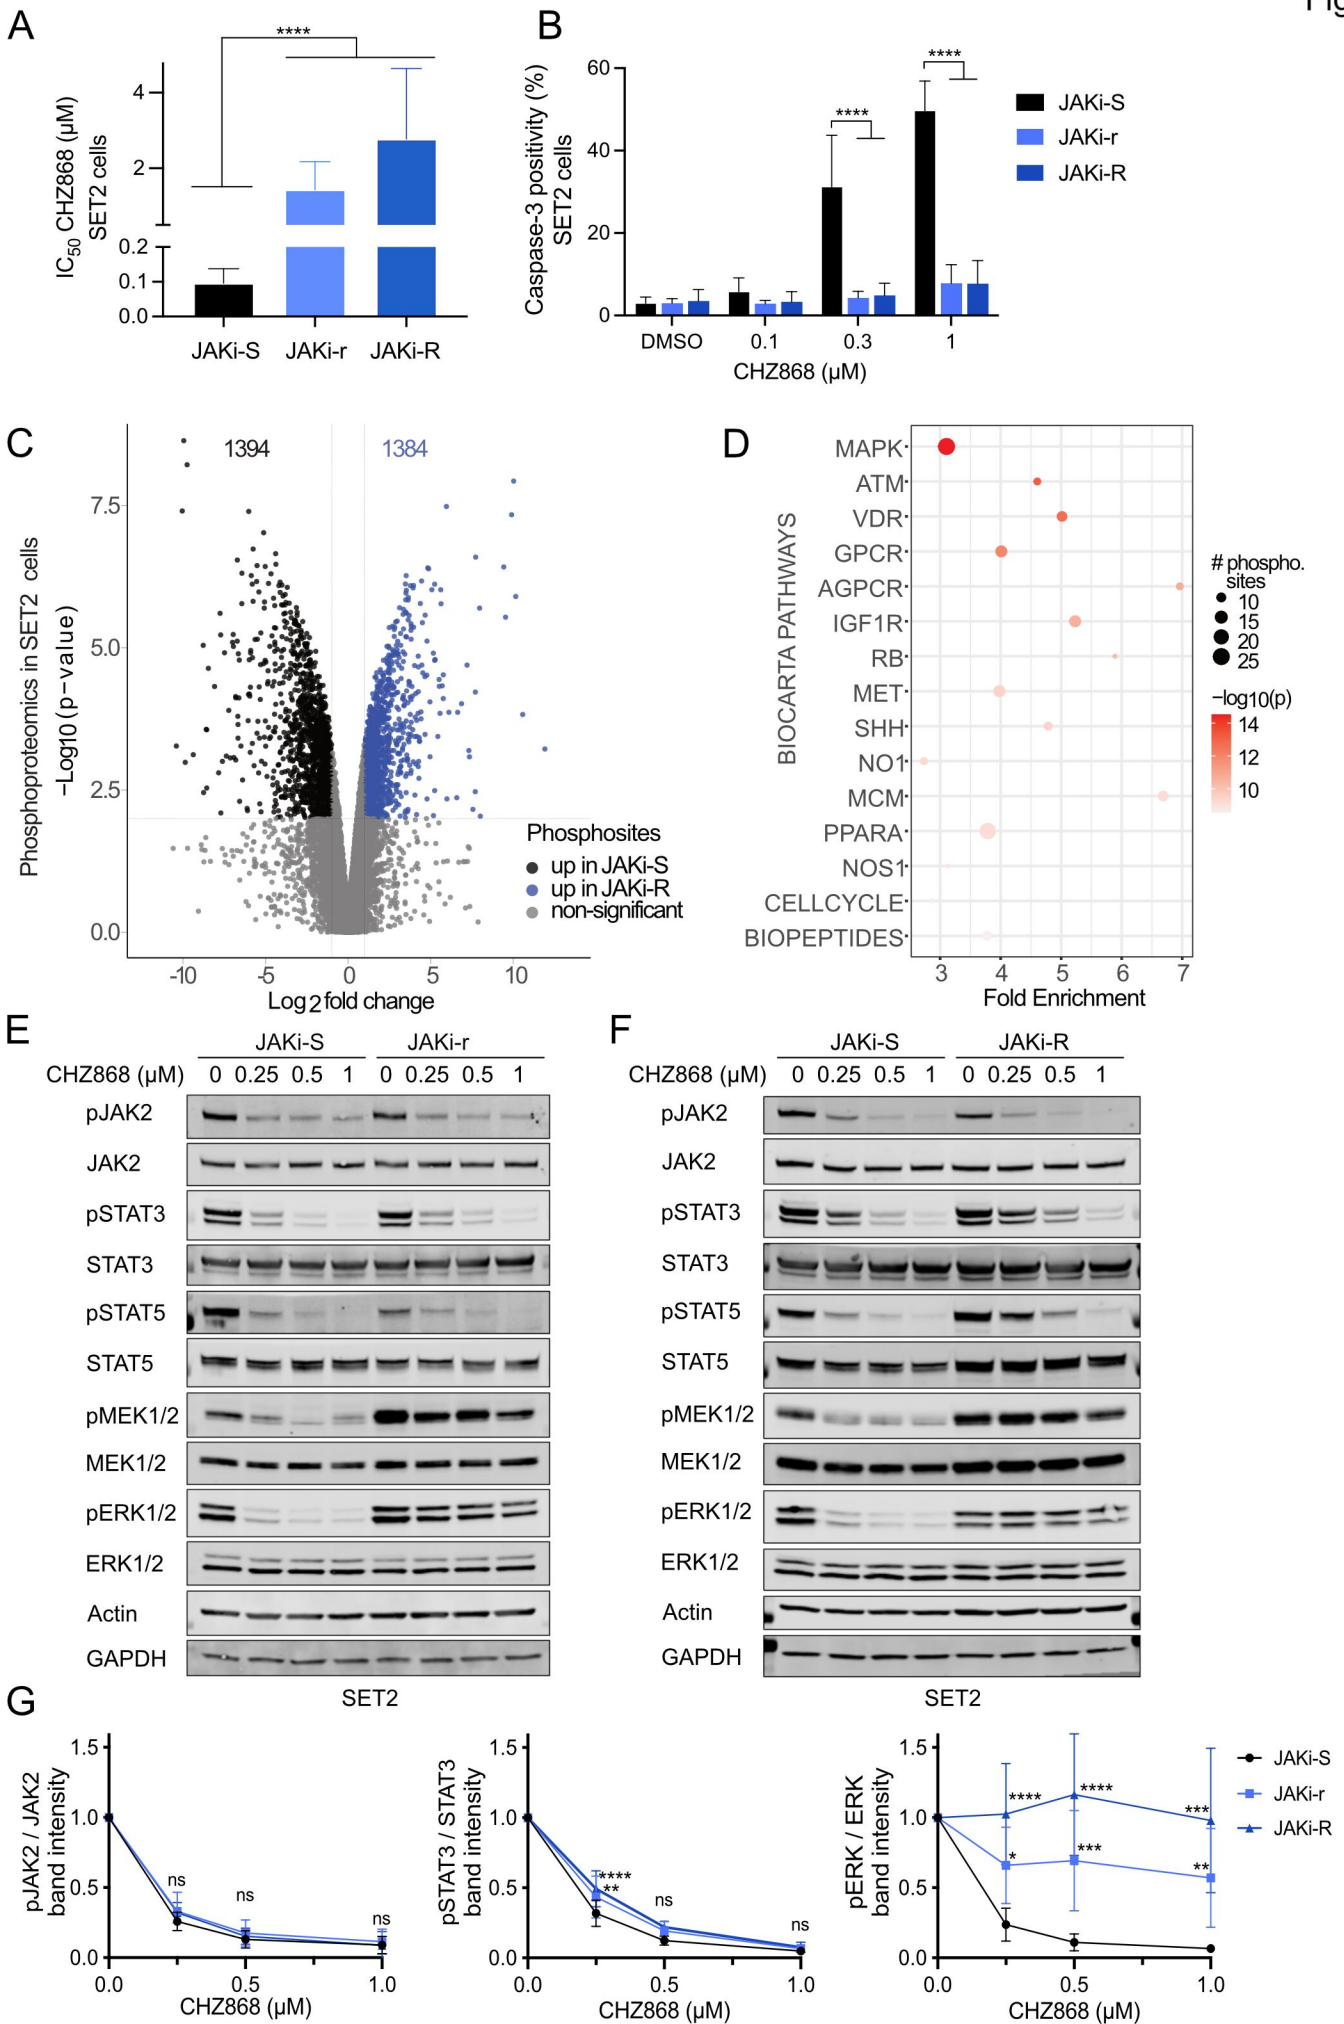 Fig
A
****
IC50 CHZ868 (µM)
SET2 cells
4
2
0.2
0.1
0.0
JAKi-S JAKi-r JAKi-R
B
Caspase-3 positivity (%)
SET2 cells
60
40
20
0
****
****
DMSO 0.1 0.3 1
CHZ868 (µM)
JAKi-S
JAKi-r
JAKi-R
C
Phosphoproteomics in SET2 cells
−Log10 (p−value)
1394 1384
7.5
5.0
2.5
0.0
-10 -5 0 5 10
Log2 fold change
Phosphosites
up in JAKi-S
up in JAKi-R
non-significant
D
BIOCARTA PATHWAYS
MAPK
ATM
VDR
GPCR
AGPCR
IGF1R
RB
MET
SHH
NO1
MCM
PPARA
NOS1
CELLCYCLE
BIOPEPTIDES
3 4 5 6 7
Fold Enrichment
# phospho.
sites
10
15
20
25
−log10(p)
14
12
10
E
JAKi-S JAKi-r
CHZ868 (µM) 0 0.25 0.5 1 0 0.25 0.5 1
pJAK2
JAK2
pSTAT3
STAT3
pSTAT5
STAT5
pMEK1/2
MEK1/2
pERK1/2
ERK1/2
Actin
GAPDH
SET2
F
JAKi-S JAKi-R
CHZ868 (µM) 0 0.25 0.5 1 0 0.25 0.5 1
pJAK2
JAK2
pSTAT3
STAT3
pSTAT5
STAT5
pMEK1/2
MEK1/2
pERK1/2
ERK1/2
Actin
GAPDH
SET2
G
pJAK2 / JAK2
band intensity
1.5
1.0
0.5
0.0
ns
ns
ns
0.0 0.5 1.0
CHZ868 (µM)
pSTAT3 / STAT3
band intensity
1.5
1.0
0.5
0.0
****
**
ns
ns
0.0 0.5 1.0
CHZ868 (µM)
pERK / ERK
band intensity
1.5
1.0
0.5
0.0
****
****
***
*
***
**
0.0 0.5 1.0
CHZ868 (µM)
JAKi-S
JAKi-r
JAKi-R